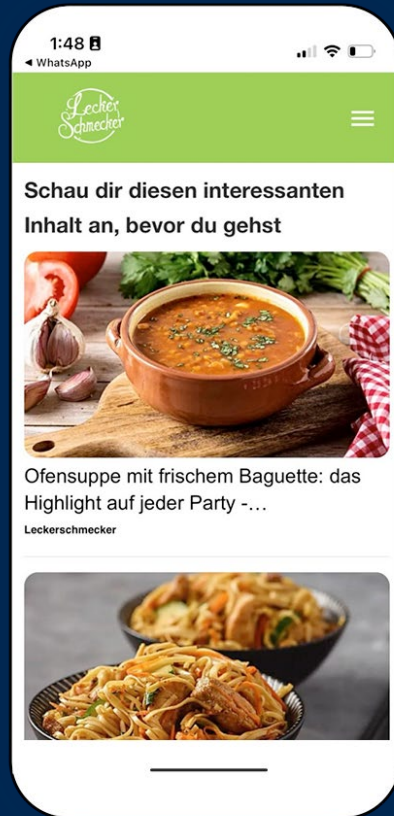 1:48
◀ WhatsApp
Lecker
Schmecker
Schau dir diesen interessanten
Inhalt an, bevor du gehst
Ofensuppe mit frischem Baguette: das
Highlight auf jeder Party -...
Leckerschmecker